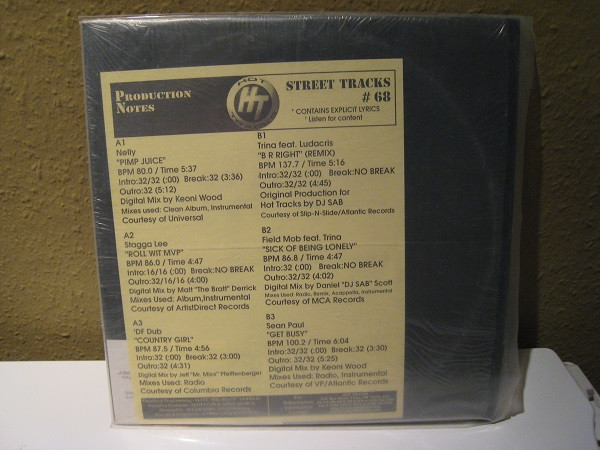 PRODUCTION
NOTES
HOT
HT
STREET TRACKS
# 68
* CONTAINS EXPLICIT LYRICS
° Listen for content
A1
Nelly
"PIMP JUICE"
BPM 80.0 / Time 5:37
Intro:32/32 (:00) Break:32 (3:36)
Outro:32 (5:12)
Digital Mix by Keoni Wood
Mixes used: Clean Album, Instrumental
Courtesy of Universal
A2
Stagga Lee
"ROLL WIT MVP"
BPM 86.0 / Time 4:47
Intro:16/16 (:00) Break:NO BREAK
Outro:32/16/16 (4:00)
Digital Mix by Matt "The Bratt" Derrick
Mixes Used: Album,Instrumental
Courtesy of ArtistDirect Records
A3
'DF Dub
"COUNTRY GIRL"
BPM 87.5 / Time 4:56
Intro:32/32 Break:32 (3:00)
Outro:32 (4:31)
Digital Mix by Jeff "Mr. Miss" Pfeiffenberger
Mixes Used: Radio
Courtesy of Columbia Records
B1
Trina feat. Ludacris
"B R RIGHT" (REMIX)
BPM 137.7 / Time 5:16
Intro:32/32 (:00) Break:NO BREAK
Outro:32/32 (4:45)
Original Production for
Hot Tracks by DJ SAB
Courtesy of Slip-N-Slide/Atlantic Records
B2
Field Mob feat. Trina
"SICK OF BEING LONELY"
BPM 86.8 / Time 4:47
Intro:32 (:00) Break:NO BREAK
Outro:32/32 (4:02)
Digital Mix by Daniel "DJ SAB" Scott
Mixes Used: Radio, Remix, Accapella, Instrumental
Courtesy of MCA Records
B3
Sean Paul
"GET BUSY"
BPM 100.2 / Time 6:04
Intro:32/32 (:00) Break:32 (3:30)
Outro: 32/32 (5:25)
Digital Mix by Keoni Wood
Mixes Used: Radio, Instrumental
Courtesy of VP/Atlantic Records